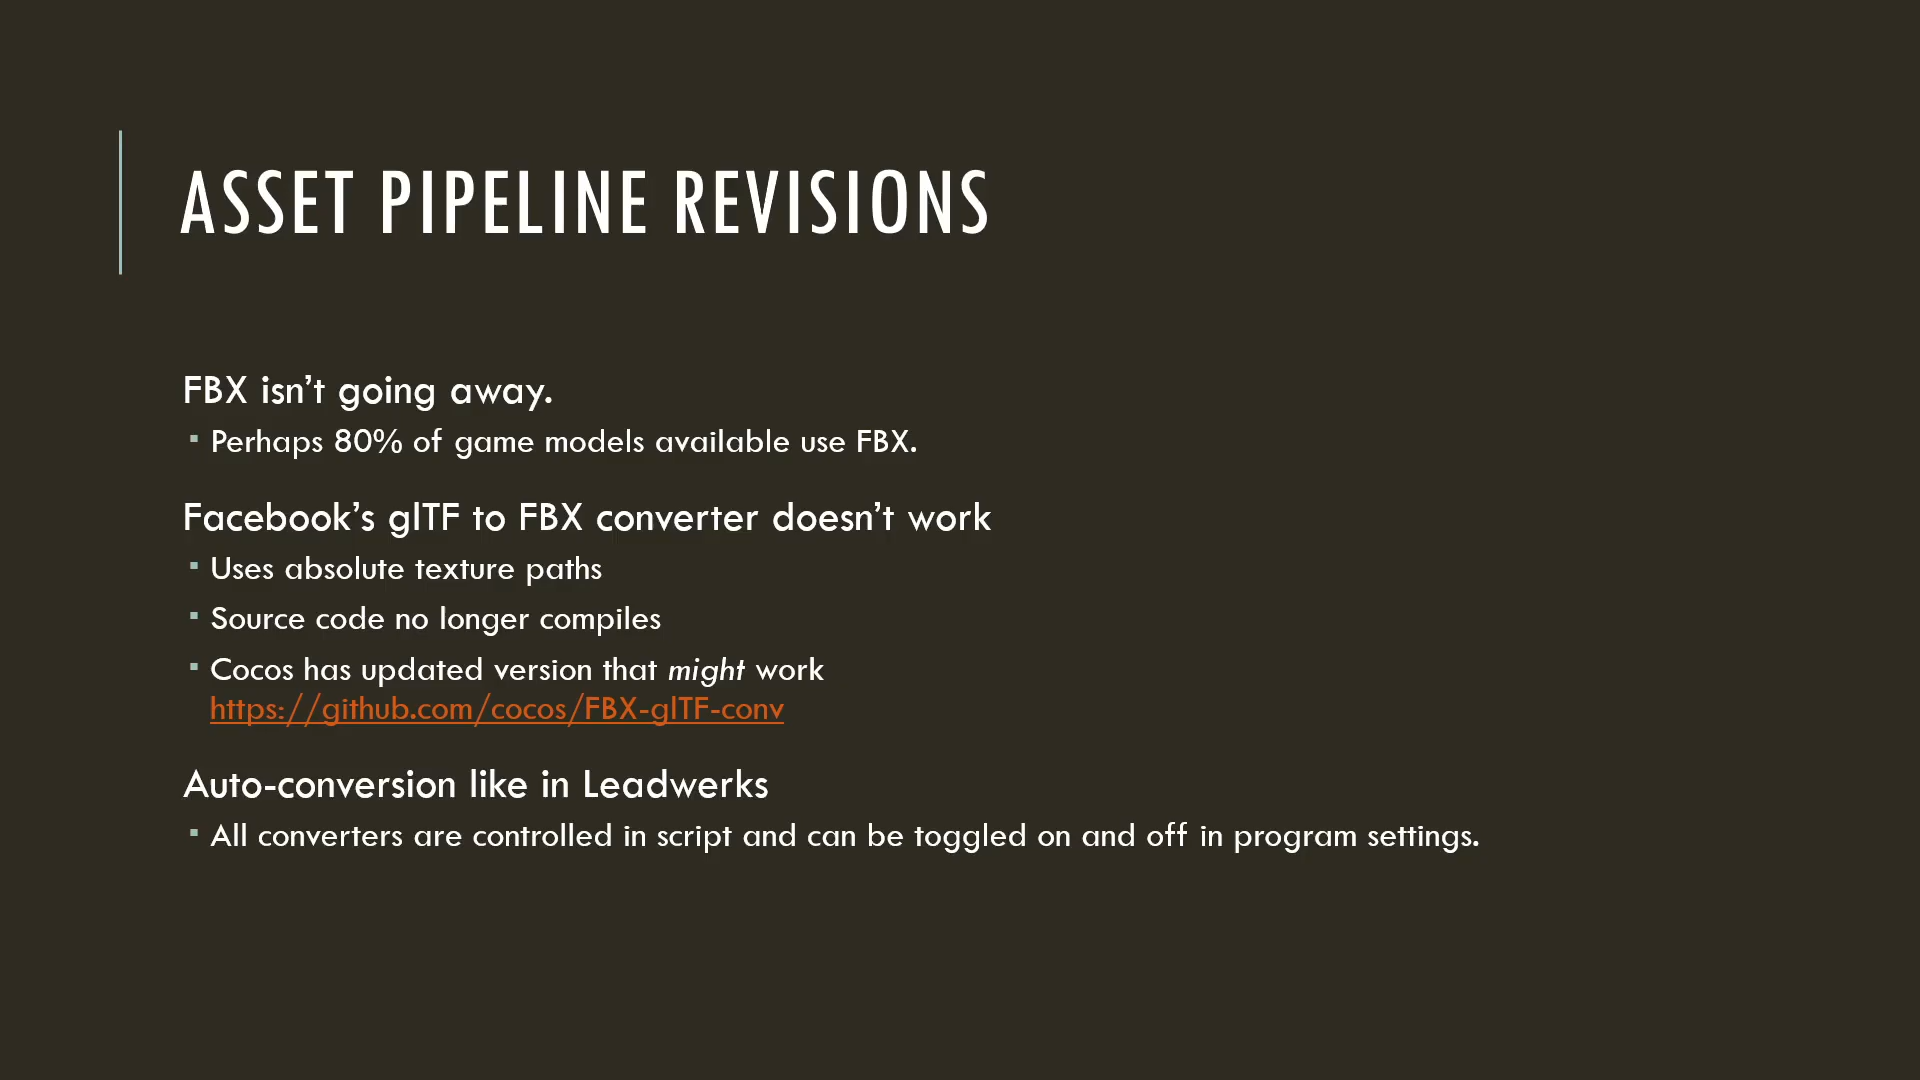 ASSET PIPELINE REVISIONS
FBX isn’t going away.
▪ Perhaps 80% of game models available use FBX.
Facebook’s glTF to FBX converter doesn’t work
▪ Uses absolute texture paths
▪ Source code no longer compiles
▪ Cocos has updated version that might work
https://github.com/cocos/FBX-glTF-conv
Auto-conversion like in Leadwerks
▪ All converters are controlled in script and can be toggled on and off in program settings.